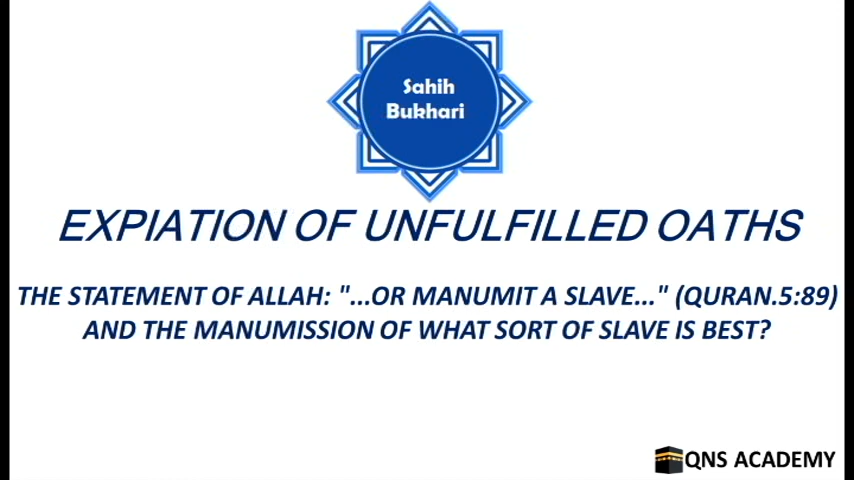 Sahih
Bukhari
EXPIATION OF UNFULFILLED OATHS
THE STATEMENT OF ALLAH: "...OR MANUMIT A SLAVE..." (QURAN.5:89)
AND THE MANUMISSION OF WHAT SORT OF SLAVE IS BEST?
QNS ACADEMY